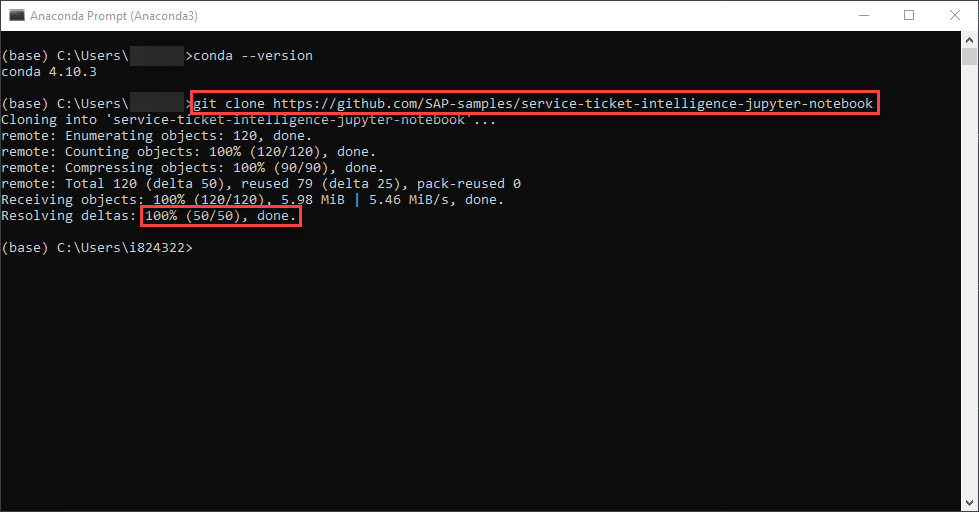 Anaconda Prompt (Anaconda3)
(base) C:\Users\ >conda --version
conda 4.10.3
(base) C:\Users\ >git clone https://github.com/SAP-samples/service-ticket-intelligence-jupyter-notebook
Cloning into 'service-ticket-intelligence-jupyter-notebook'...
remote: Enumerating objects: 120, done.
remote: Counting objects: 100% (120/120), done.
remote: Compressing objects: 100% (90/90), done.
remote: Total 120 (delta 50), reused 79 (delta 25), pack-reused 0
Receiving objects: 100% (120/120), 5.98 MiB | 5.46 MiB/s, done.
Resolving deltas: 100% (50/50), done.
(base) C:\Users\i824322>